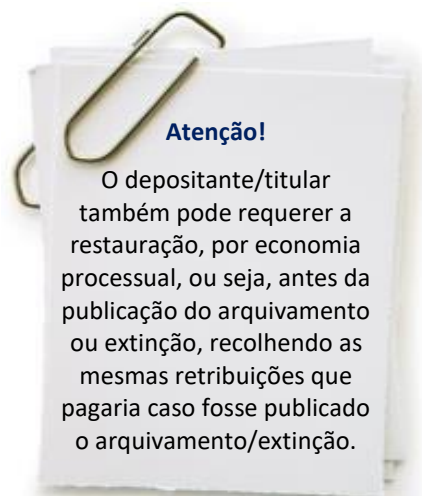 Atenção!
O depositante/titular
também pode requerer a
restauração, por economia
processual, ou seja, antes da
publicação do arquivamento
ou extinção, recolhendo as
mesmas retribuições que
pagaria caso fosse publicado
o arquivamento/extinção.